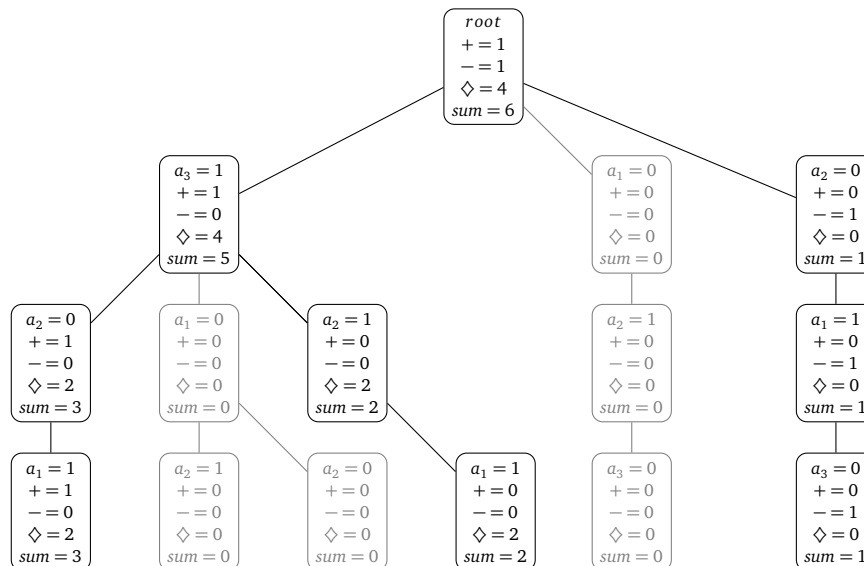 root
+ = 1
− = 1
◇ = 4
sum = 6
a₃ = 1
+ = 1
− = 0
◇ = 4
sum = 5
a₁ = 0
+ = 0
− = 0
◇ = 0
sum = 0
a₂ = 0
+ = 0
− = 1
◇ = 0
sum = 1
a₂ = 0
+ = 1
− = 0
◇ = 2
sum = 3
a₁ = 0
+ = 0
− = 0
◇ = 0
sum = 0
a₂ = 1
+ = 0
− = 0
◇ = 2
sum = 2
a₂ = 1
+ = 0
− = 0
◇ = 0
sum = 0
a₁ = 1
+ = 0
− = 1
◇ = 0
sum = 1
a₁ = 1
+ = 1
− = 0
◇ = 2
sum = 3
a₂ = 1
+ = 0
− = 0
◇ = 0
sum = 0
a₂ = 0
+ = 0
− = 0
◇ = 0
sum = 0
a₁ = 1
+ = 0
− = 0
◇ = 2
sum = 2
a₃ = 0
+ = 0
− = 0
◇ = 0
sum = 0
a₃ = 0
+ = 0
− = 1
◇ = 0
sum = 1